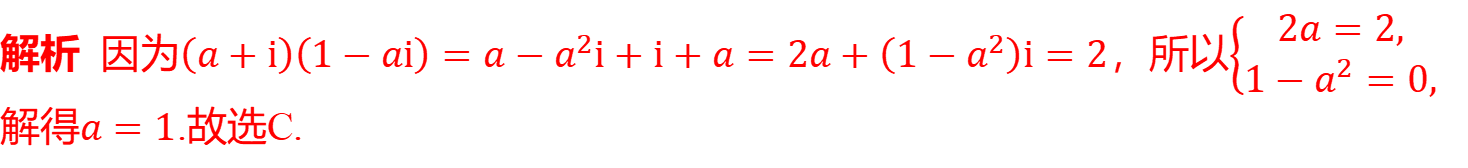 解析 因为(a + i)(1 − ai) = a − a²i + i + a = 2a + (1 − a²)i = 2，所以{2a = 2, 1 − a² = 0,
解得a = 1.故选C.